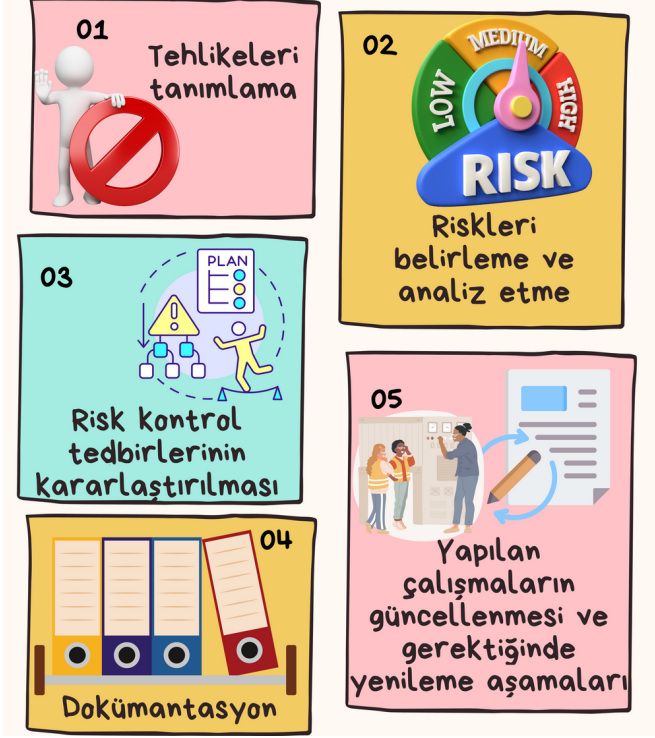 01
Tehlikeleri
tanımlama
02
LOW
MEDIUM
HIGH
RISK
Riskleri
belirleme ve
analiz etme
03
PLAN
Risk kontrol
tedbirlerinin
kararlaştırılması
04
Dokümantasyon
05
Yapılan
çalışmaların
güncellenmesi ve
gerektiğinde
yenileme aşamaları